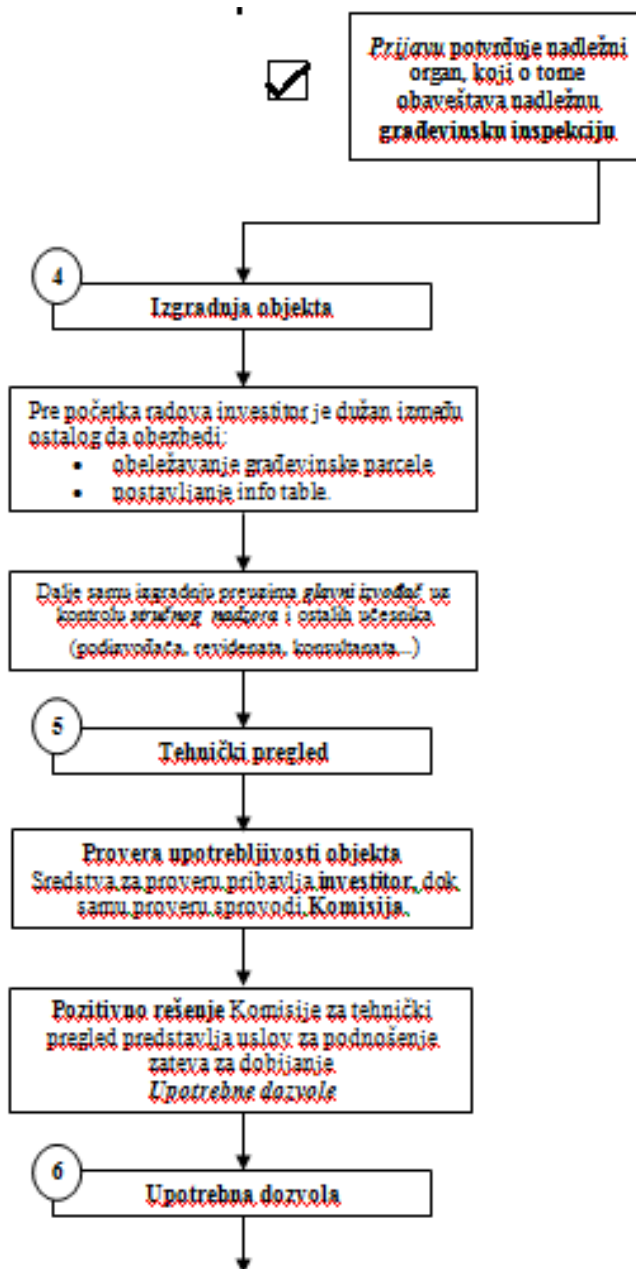 Prijavu potvrđuje nadležni
organ, koji o tome
obaveštava nadležnu
građevinsku inspekciju
4
Izgradnja objekta
Pre početka radova investitor je dužan između
ostalog da obezbedi:
• obeležavanje građevinske parcele
• postavljanje info table.
Dalje samu izgradnju preuzima glavni izvođač uz
kontrolu stručnog nadzora i ostalih učesnika
(podizvođača, revidenata, konsultanata...)
5
Tehnički pregled
Provera upotrebljivosti objekta
Sredstva za proveru pribavlja investitor, dok
samu proveru sprovodi Komisija.
Pozitivno rešenje Komisije za tehnički
pregled predstavlja uslov za podnošenje
zateva za dobijanje
Upotrebne dozvole
6
Upotrebna dozvola